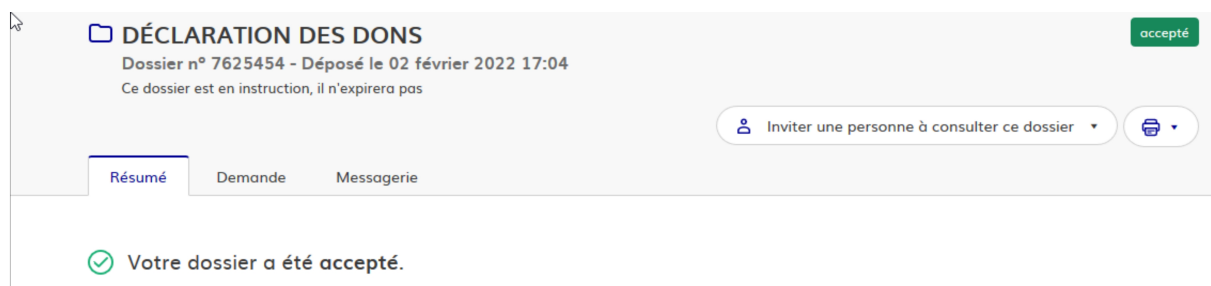 DÉCLARATION DES DONS
accepté
Dossier nº 7625454 - Déposé le 02 février 2022 17:04
Ce dossier est en instruction, il n'expirera pas
Inviter une personne à consulter ce dossier
Résumé Demande Messagerie
Votre dossier a été accepté.